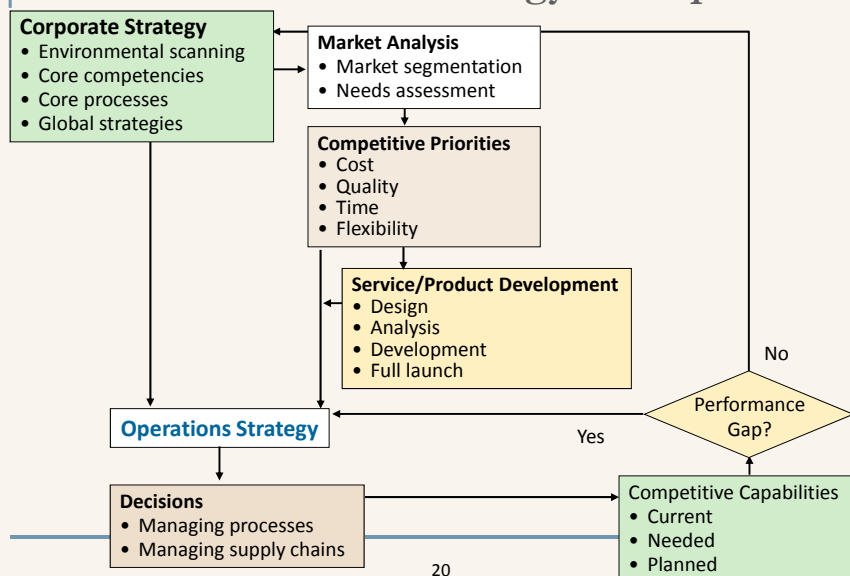 Corporate Strategy
• Environmental scanning
• Core competencies
• Core processes
• Global strategies
Market Analysis
• Market segmentation
• Needs assessment
Competitive Priorities
• Cost
• Quality
• Time
• Flexibility
Service/Product Development
• Design
• Analysis
• Development
• Full launch
No
Performance
Gap?
Yes
Operations Strategy
Decisions
• Managing processes
• Managing supply chains
Competitive Capabilities
• Current
• Needed
• Planned
20